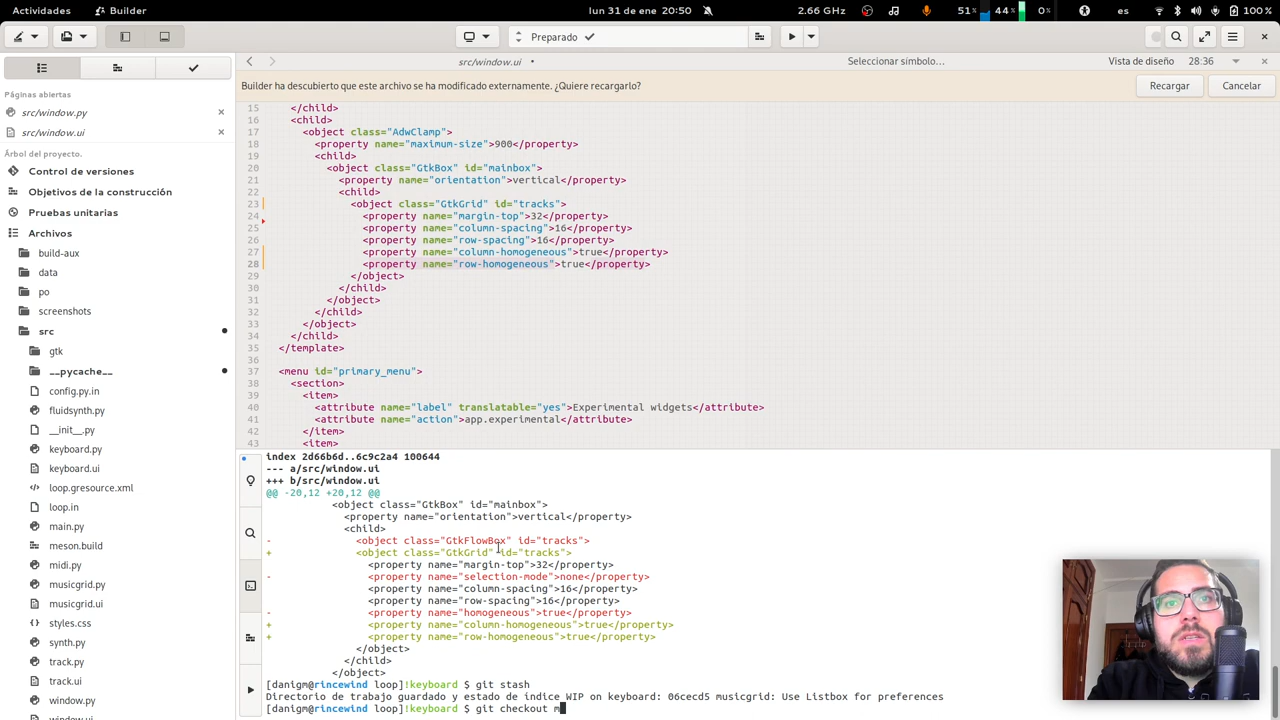 Actividades
Builder
lun 31 de ene 20:50
2.66 GHz
51%
44%
0%
es
100 %
Preparado
src/window.ui •
Seleccionar símbolo…
Vista de diseño
28:36
Builder ha descubierto que este archivo se ha modificado externamente. ¿Quiere recargarlo?
Recargar
Cancelar
Páginas abiertas
src/window.py
src/window.ui
Árbol del proyecto.
Control de versiones
Objetivos de la construcción
Pruebas unitarias
Archivos
build-aux
data
po
screenshots
src
gtk
__pycache__
config.py.in
fluidsynth.py
__init__.py
keyboard.py
keyboard.ui
loop.gresource.xml
loop.in
main.py
meson.build
midi.py
musicgrid.py
musicgrid.ui
styles.css
synth.py
track.py
track.ui
window.py
window.ui
15 </child>
16 <child>
17 <object class="AdwClamp">
18 <property name="maximum-size">900</property>
19 <child>
20 <object class="GtkBox" id="mainbox">
21 <property name="orientation">vertical</property>
22 <child>
23 <object class="GtkGrid" id="tracks">
24 <property name="margin-top">32</property>
25 <property name="column-spacing">16</property>
26 <property name="row-spacing">16</property>
27 <property name="column-homogeneous">true</property>
28 <property name="row-homogeneous">true</property>
29 </object>
30 </child>
31 </object>
32 </child>
33 </object>
34 </child>
35 </template>
36
37 <menu id="primary_menu">
38 <section>
39 <item>
40 <attribute name="label" translatable="yes">Experimental widgets</attribute>
41 <attribute name="action">app.experimental</attribute>
42 </item>
43 <item>
index 2d66b6d..6c9c2a4 100644
--- a/src/window.ui
+++ b/src/window.ui
@@ -20,12 +20,12 @@
<object class="GtkBox" id="mainbox">
<property name="orientation">vertical</property>
<child>
- <object class="GtkFlowBox" id="tracks">
+ <object class="GtkGrid" id="tracks">
<property name="margin-top">32</property>
- <property name="selection-mode">none</property>
<property name="column-spacing">16</property>
<property name="row-spacing">16</property>
- <property name="homogeneous">true</property>
+ <property name="column-homogeneous">true</property>
+ <property name="row-homogeneous">true</property>
</object>
</child>
</object>
[danigm@rincewind loop]!keyboard $ git stash
Directorio de trabajo guardado y estado de índice WIP on keyboard: 06cecd5 musicgrid: Use Listbox for preferences
[danigm@rincewind loop]!keyboard $ git checkout m